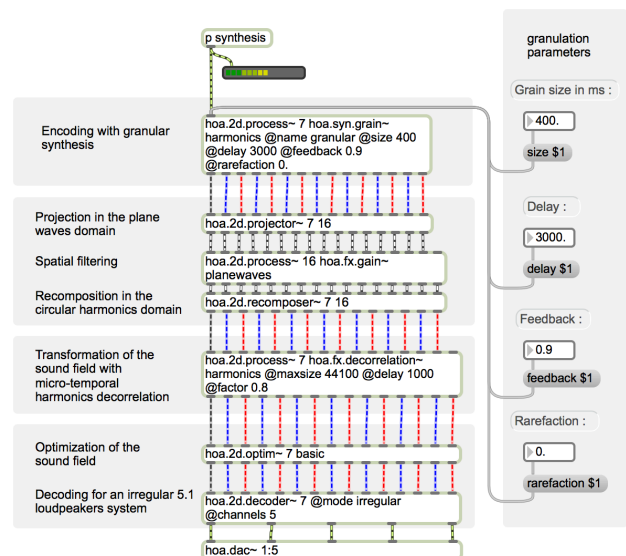 p synthesis
granulation
parameters
Grain size in ms :
400.
size $1
Encoding with granular
synthesis
hoa.2d.process~ 7 hoa.syn.grain~
harmonics @name granular @size 400
@delay 3000 @feedback 0.9
@rarefaction 0.
Delay :
3000.
delay $1
Projection in the plane
waves domain
hoa.2d.projector~ 7 16
Spatial filtering
hoa.2d.process~ 16 hoa.fx.gain~
planewaves
Recomposition in the
circular harmonics domain
hoa.2d.recomposer~ 7 16
Feedback :
0.9
feedback $1
Transformation of the
sound field with
micro-temporal
harmonics decorrelation
hoa.2d.process~ 7 hoa.fx.decorrelation~
harmonics @maxsize 44100 @delay 1000
@factor 0.8
Rarefaction :
0.
rarefaction $1
Optimization of the
sound field
hoa.2d.optim~ 7 basic
Decoding for an irregular 5.1
loudpeakers system
hoa.2d.decoder~ 7 @mode irregular
@channels 5
hoa.dac~ 1:5